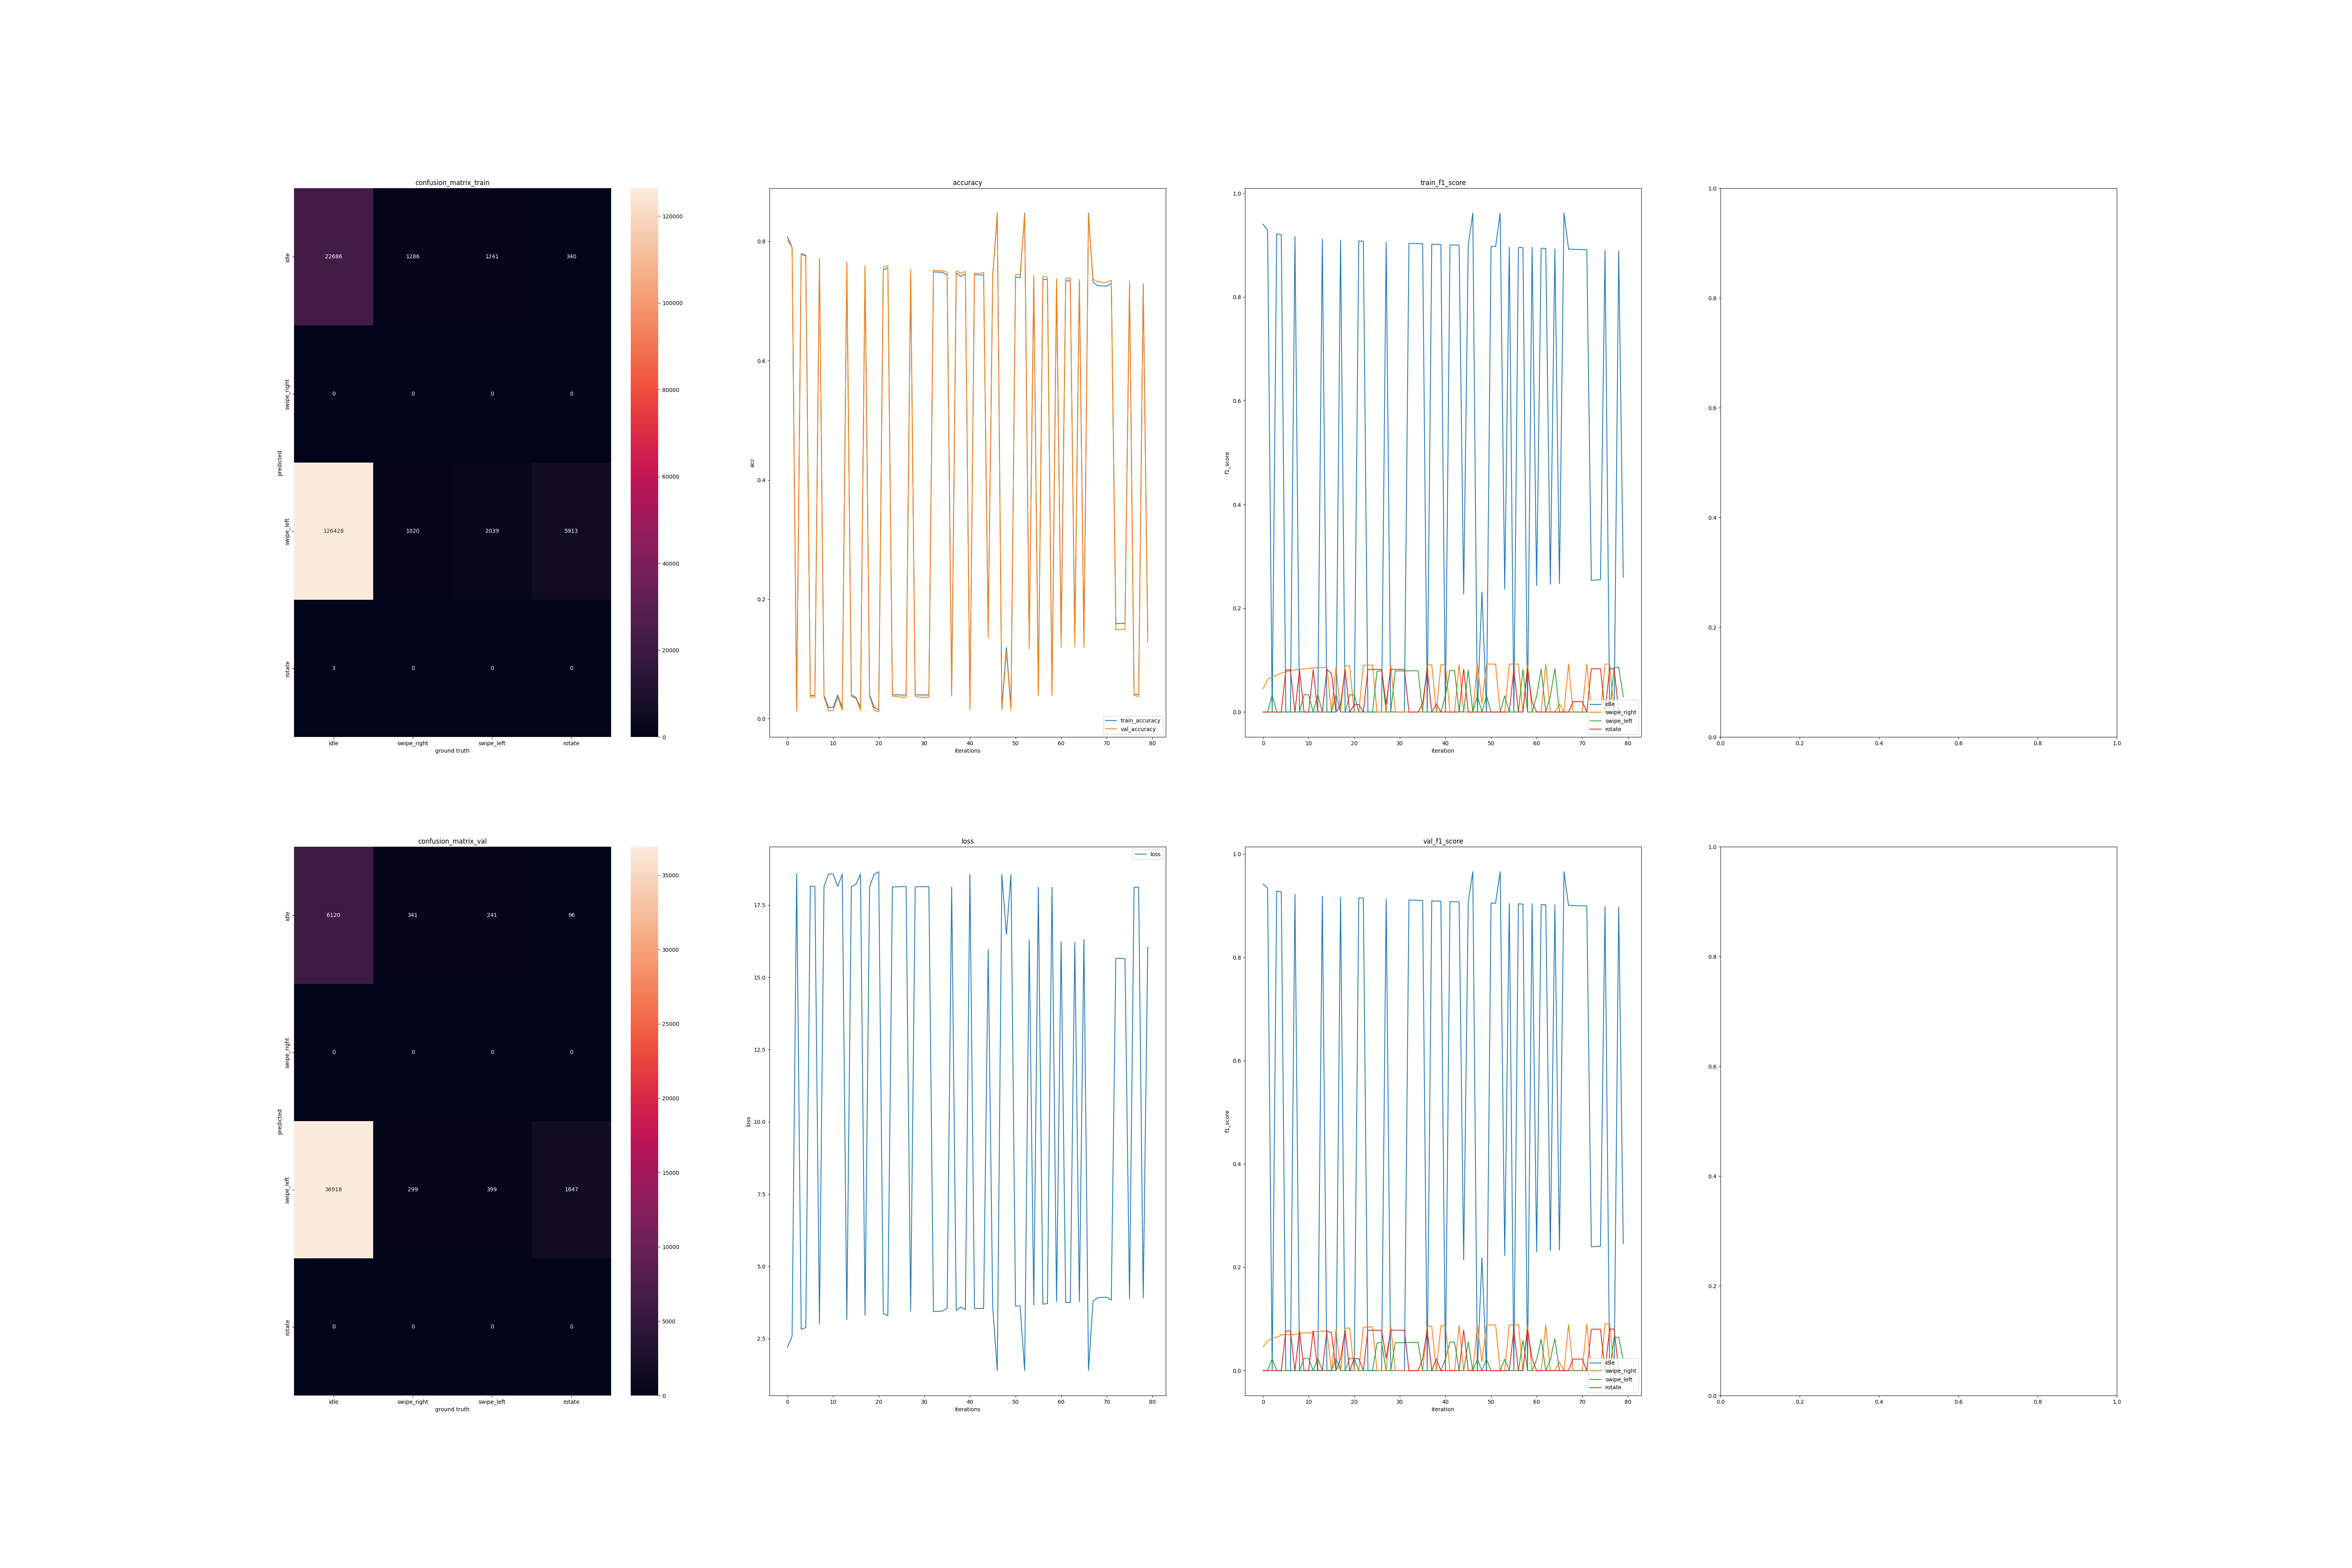 confusion_matrix_train
predicted
idle
swipe_right
swipe_left
rotate
22686 1286 1241 340
0 0 0 0
126428 1020 2039 5913
3 0 0 0
idle swipe_right swipe_left rotate
ground truth
120000
100000
80000
60000
40000
20000
0
accuracy
acc
0.8
0.6
0.4
0.2
0.0
train_accuracy
val_accuracy
0 10 20 30 40 50 60 70 80
iterations
train_f1_score
f1_score
1.0
0.8
0.6
0.4
0.2
0.0
idle
swipe_right
swipe_left
rotate
0 10 20 30 40 50 60 70 80
iteration
1.0
0.8
0.6
0.4
0.2
0.0
0.0 0.2 0.4 0.6 0.8 1.0
confusion_matrix_val
predicted
idle
swipe_right
swipe_left
rotate
6120 341 241 96
0 0 0 0
36918 299 399 1647
0 0 0 0
idle swipe_right swipe_left rotate
ground truth
35000
30000
25000
20000
15000
10000
5000
0
loss
loss
loss
17.5
15.0
12.5
10.0
7.5
5.0
2.5
0 10 20 30 40 50 60 70 80
iterations
val_f1_score
f1_score
1.0
0.8
0.6
0.4
0.2
0.0
idle
swipe_right
swipe_left
rotate
0 10 20 30 40 50 60 70 80
iteration
1.0
0.8
0.6
0.4
0.2
0.0
0.0 0.2 0.4 0.6 0.8 1.0